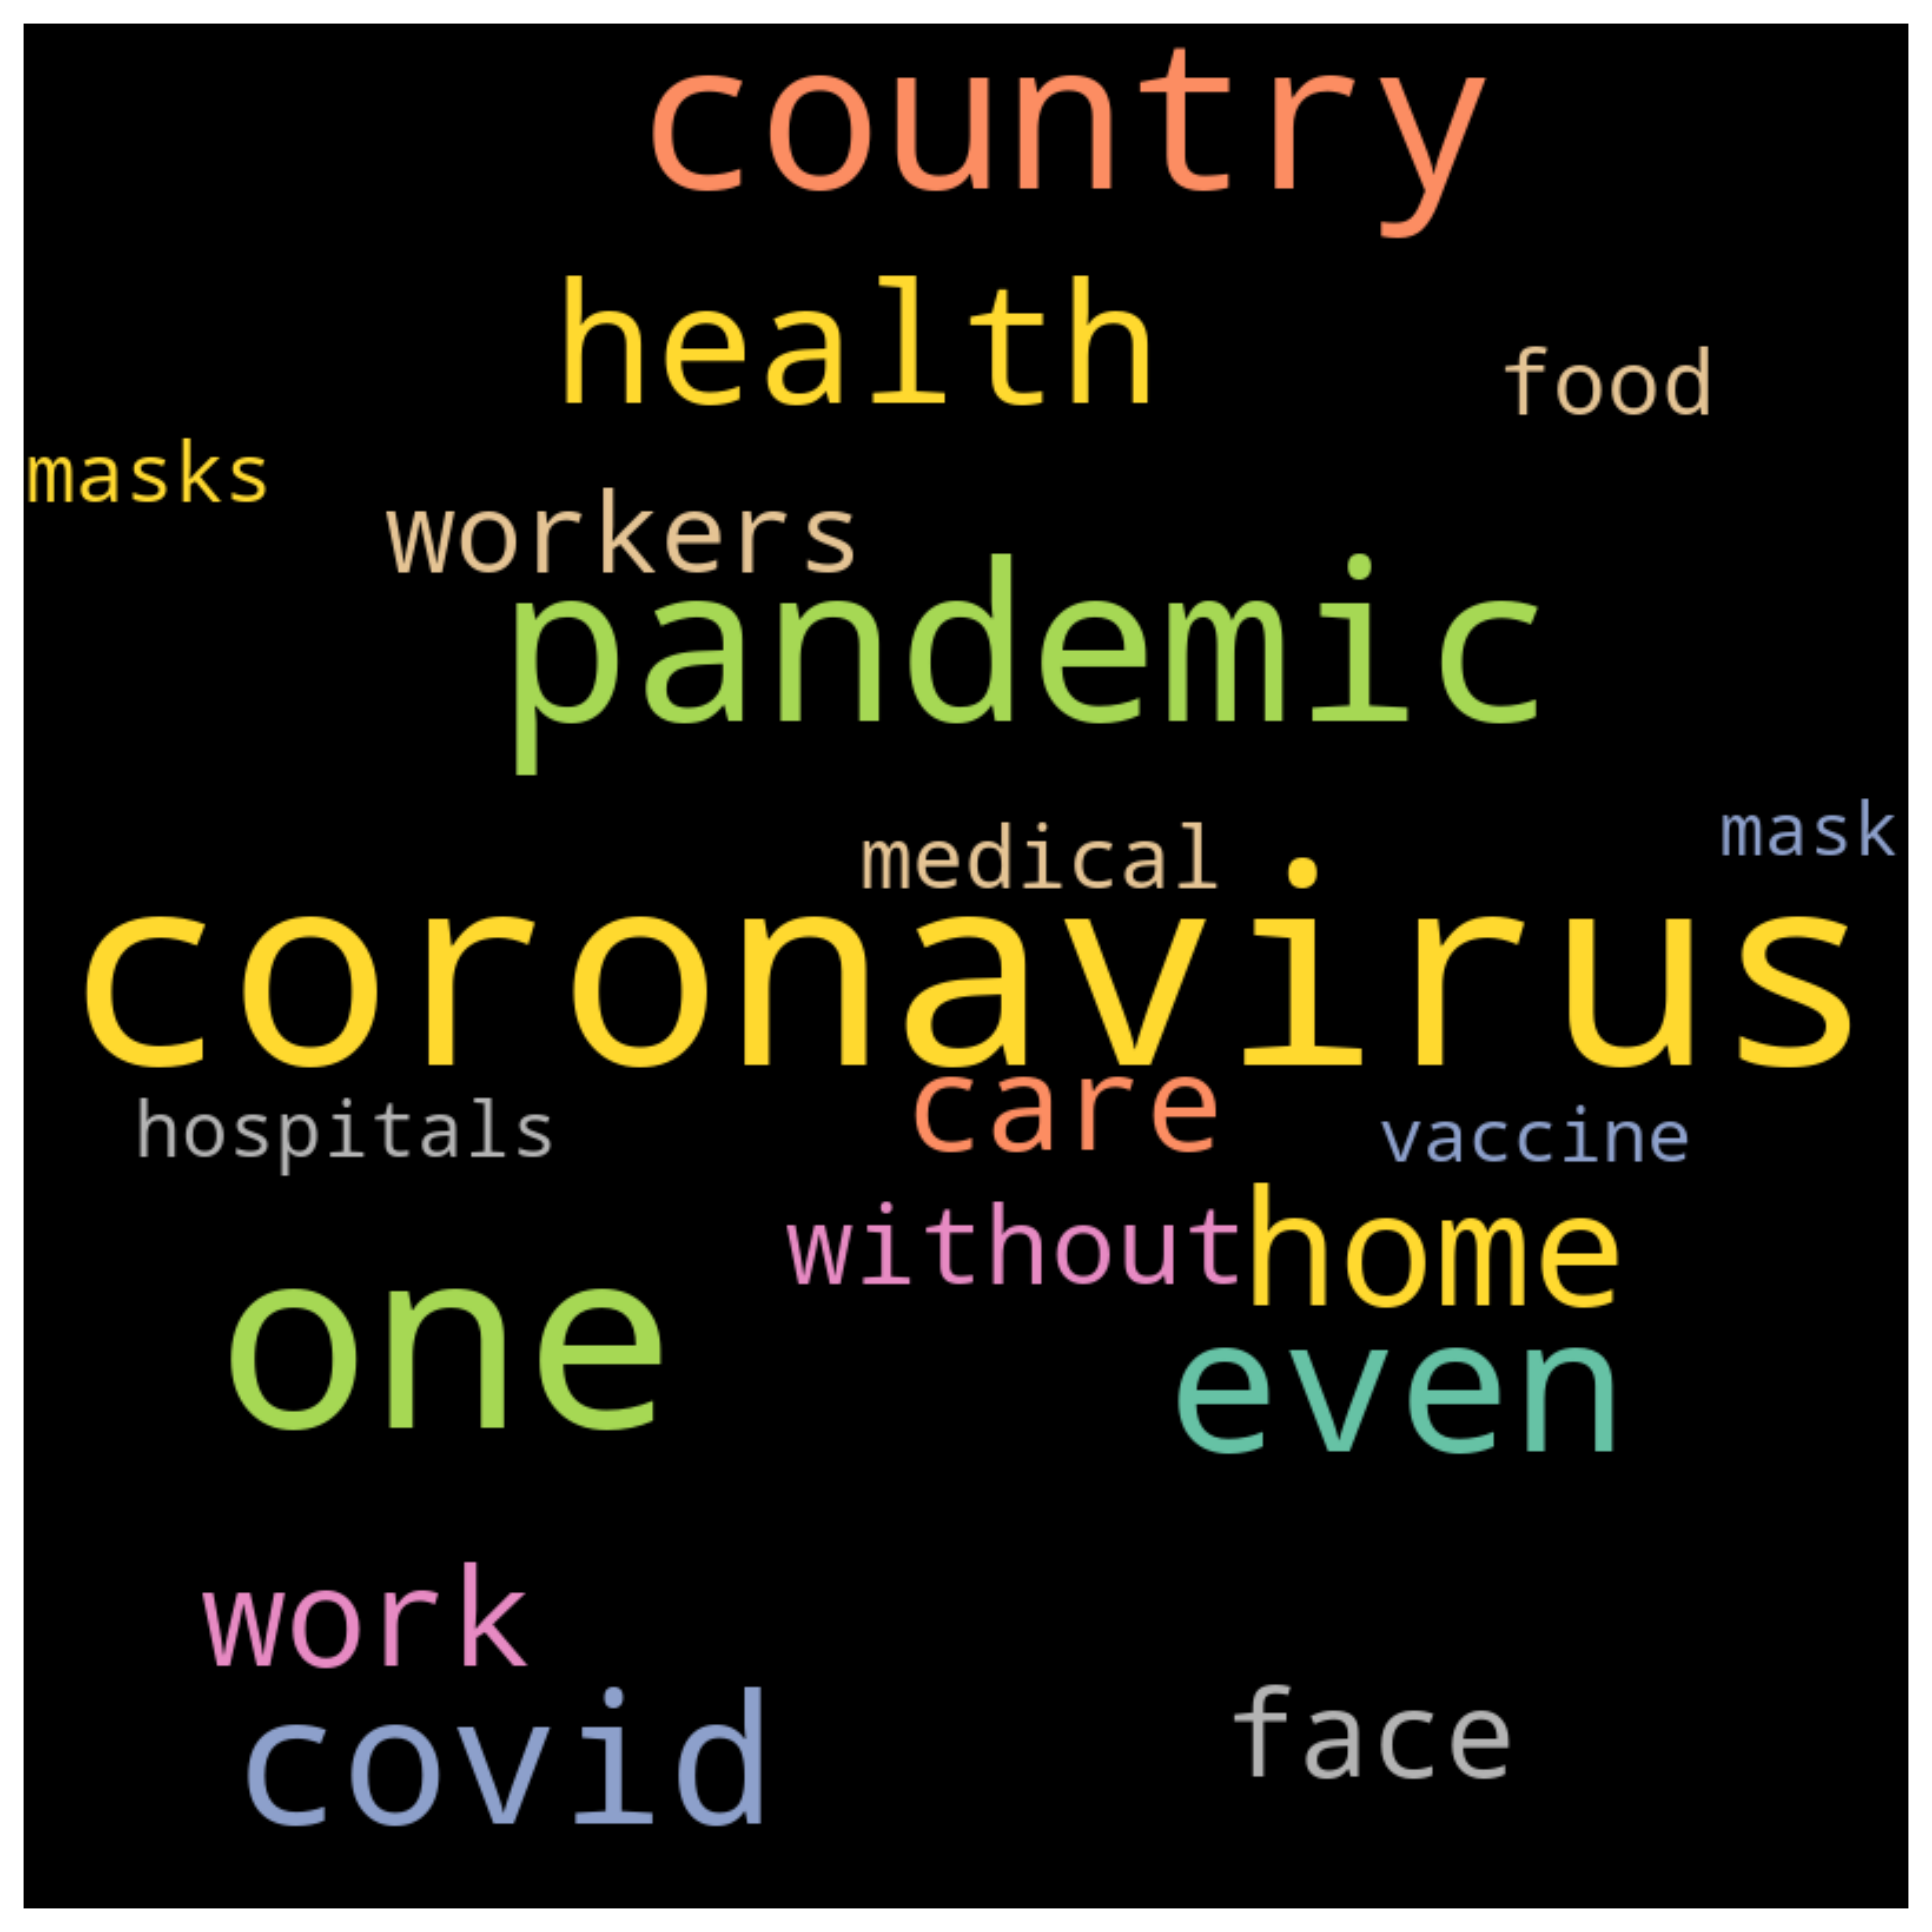 country
health
food
masks
workers
pandemic
medical
mask
coronavirus
care
hospitals
vaccine
without
home
one
even
work
covid
face